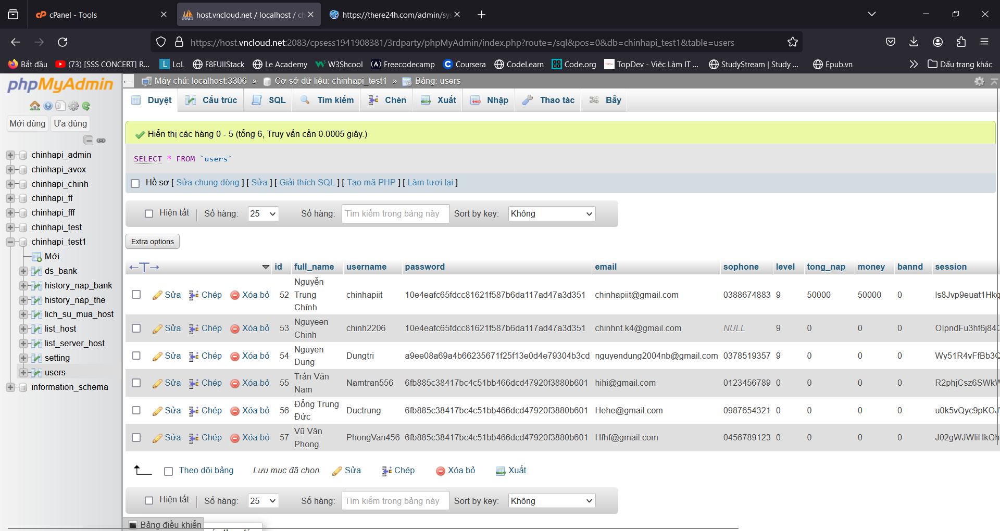 cPanel - Tools
host.vncloud.net / localhost / ch
https://there24h.com/admin/sys
https://host.vncloud.net:2083/cpsess1941908381/3rdparty/phpMyAdmin/index.php?route=/sql&pos=0&db=chinhapi_test1&table=users
Bắt đầu (73) [SSS CONCERT] R... L LoL F8FUllStack Le Academy W3Shcool Freecodecamp Coursera CodeLearn Code.org TopDev - Việc Làm IT ... StudyStream | Study ... Epub.vn Dấu trang khác
phpMyAdmin
Mới dùng Ưa dùng
chinhapi_admin
chinhapi_avox
chinhapi_chinh
chinhapi_ff
chinhapi_fff
chinhapi_test
chinhapi_test1
Mới
ds_bank
history_nap_bank
history_nap_the
lich_su_mua_host
list_host
list_server_host
setting
users
information_schema
Máy chủ: localhost:3306 » Cơ sở dữ liệu: chinhapi_test1 » Bảng: users
Duyệt Cấu trúc SQL Tìm kiếm Chèn Xuất Nhập Thao tác Bẫy
Hiển thị các hàng 0 - 5 (tổng 6, Truy vấn cần 0.0005 giây.)
SELECT * FROM `users`
Hồ sơ [ Sửa chung dòng ] [ Sửa ] [ Giải thích SQL ] [ Tạo mã PHP ] [ Làm tươi lại ]
Hiện tất | Số hàng: 25 Số hàng: Tìm kiếm trong bảng này Sort by key: Không
Extra options
←T→ id full_name username password email sophone level tong_nap money bannd session
Sửa Chép Xóa bỏ 52 Nguyễn Trung Chính chinhapiit 10e4eafc65fdcc81621f587b6da117ad47a3d351 chinhapiit@gmail.com 0388674883 9 50000 50000 0 ls8Jvp9euat1Hkq
Sửa Chép Xóa bỏ 53 Nguyeen Chinh chinh2206 10e4eafc65fdcc81621f587b6da117ad47a3d351 chinhnt.k4@gmail.com NULL 9 0 0 0 OIpndFu3hf6j84
Sửa Chép Xóa bỏ 54 Nguyen Dung Dungtri a9ee08a69a4b66235671f25f13e0d4e79304b3cd nguyendung2004nb@gmail.com 0378519357 9 0 0 0 Wy51R4vFfBb3
Sửa Chép Xóa bỏ 55 Trần Văn Nam Namtran556 6fb885c38417bc4c51bb466dcd47920f3880b601 hihi@gmail.com 0123456789 0 0 0 0 R2phjCsz6SWkW
Sửa Chép Xóa bỏ 56 Đồng Trung Đức Ductrung 6fb885c38417bc4c51bb466dcd47920f3880b601 Hehe@gmail.com 0987654321 0 0 0 0 u0k5vQyc9pKOJ
Sửa Chép Xóa bỏ 57 Vũ Văn Phong PhongVan456 6fb885c38417bc4c51bb466dcd47920f3880b601 Hfhf@gmail.com 0456789123 0 0 0 0 J02gWJWliHkOh
Theo dõi bảng Lưu mục đã chọn Sửa Chép Xóa bỏ Xuất
Hiện tất | Số hàng: 25 Số hàng: Tìm kiếm trong bảng này Sort by key: Không
Bảng điều khiển